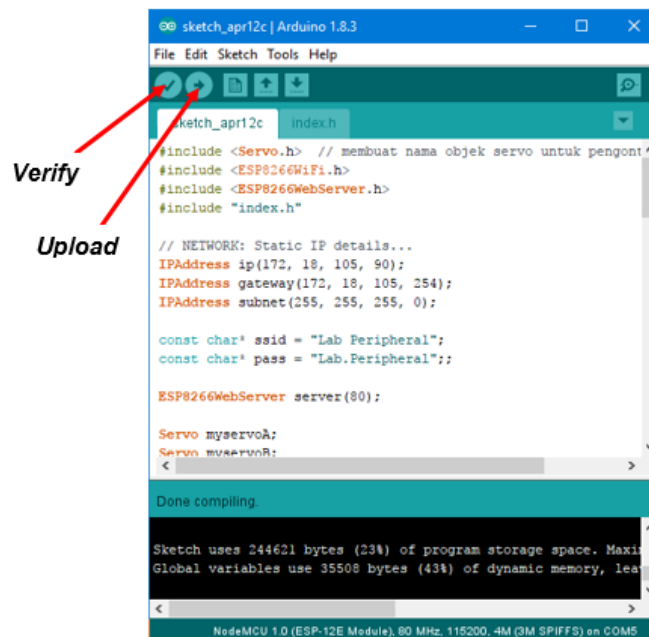 sketch_apr12c | Arduino 1.8.3
File Edit Sketch Tools Help
sketch_apr12c index.h
Verify
Upload
#include <Servo.h> // membuat nama objek servo untuk pengont
#include <ESP8266WiFi.h>
#include <ESP8266WebServer.h>
#include "index.h"
// NETWORK: Static IP details...
IPAddress ip(172, 18, 105, 90);
IPAddress gateway(172, 18, 105, 254);
IPAddress subnet(255, 255, 255, 0);
const char* ssid = "Lab Peripheral";
const char* pass = "Lab.Peripheral";;
ESP8266WebServer server(80);
Servo myservoA;
Servo myservoB;
Done compiling.
Sketch uses 244621 bytes (23%) of program storage space. Maxi
Global variables use 35508 bytes (43%) of dynamic memory, lea
NodeMCU 1.0 (ESP-12E Module), 80 MHz, 115200, 4M (3M SPIFFS) on COM5